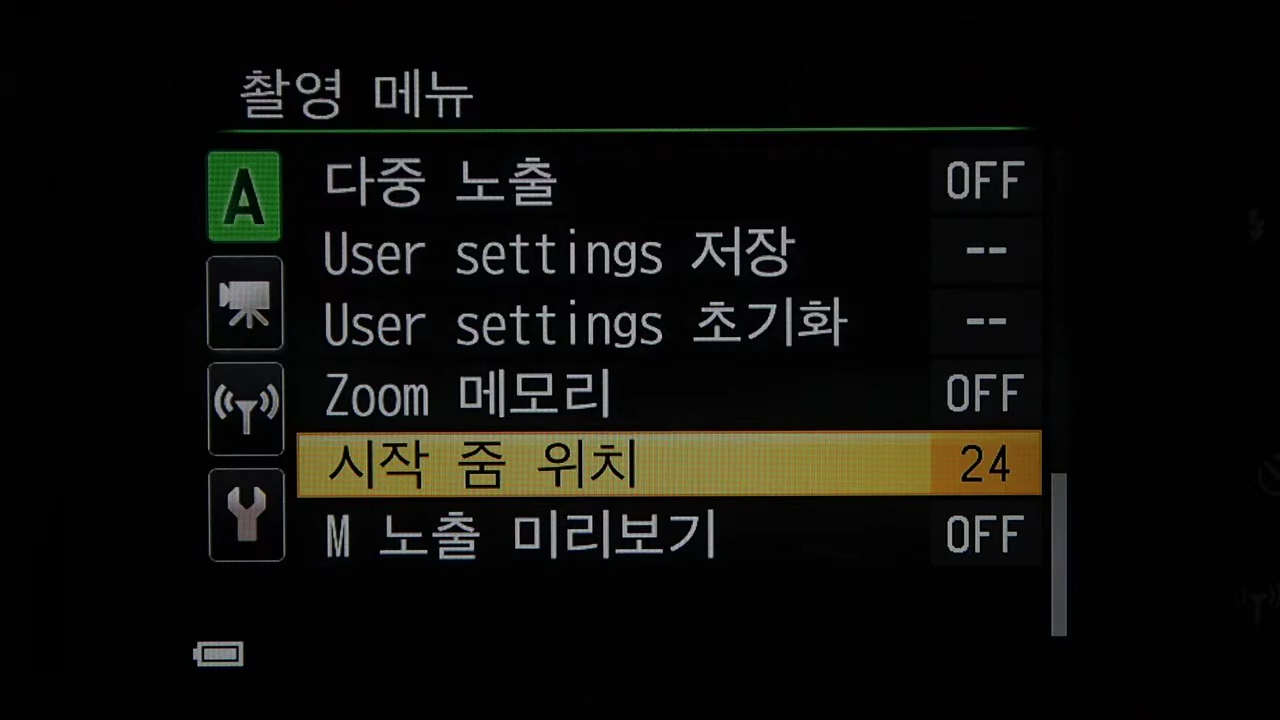 촬영 메뉴
A
다중 노출 OFF
User settings 저장 --
User settings 초기화 --
Zoom 메모리 OFF
시작 줌 위치 24
M 노출 미리보기 OFF